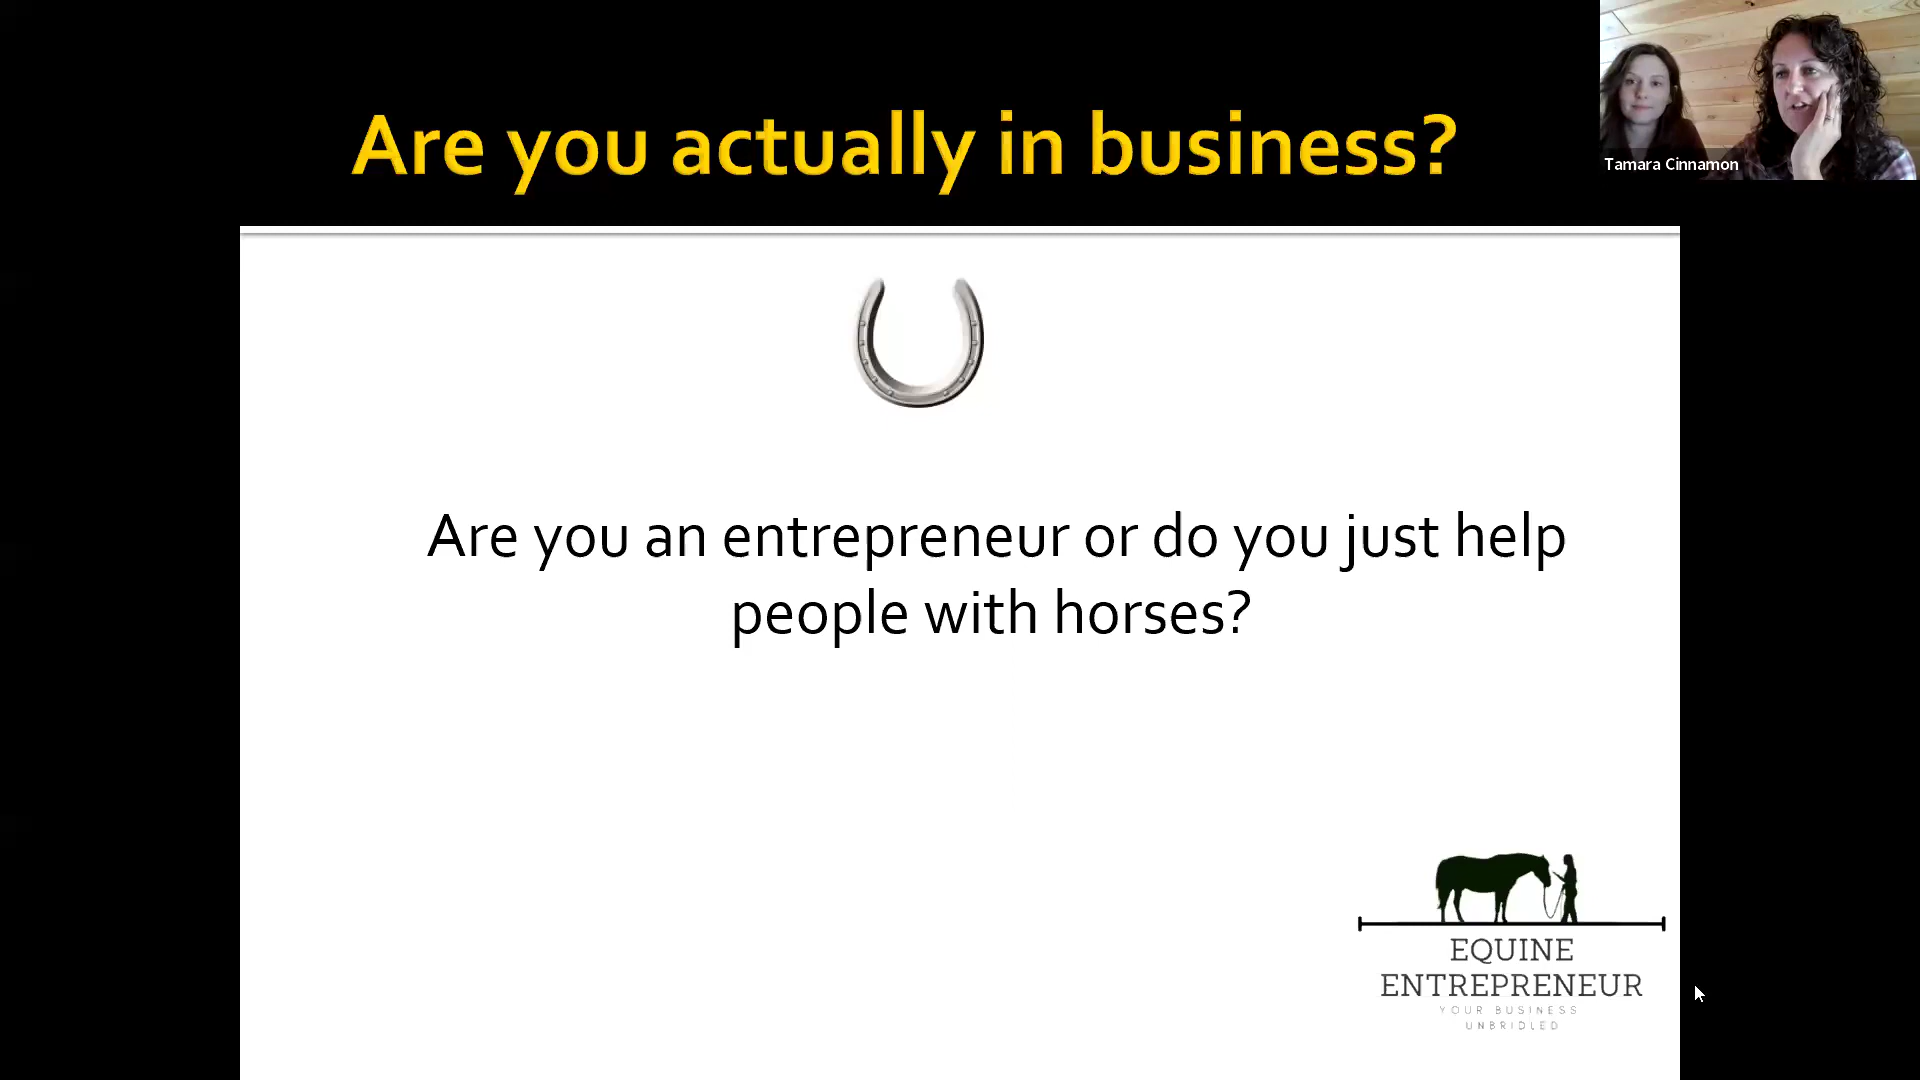 Are you actually in business?
Tamara Cinnamon
Are you an entrepreneur or do you just help
people with horses?
EQUINE
ENTREPRENEUR
YOUR BUSINESS
UNBRIDLED